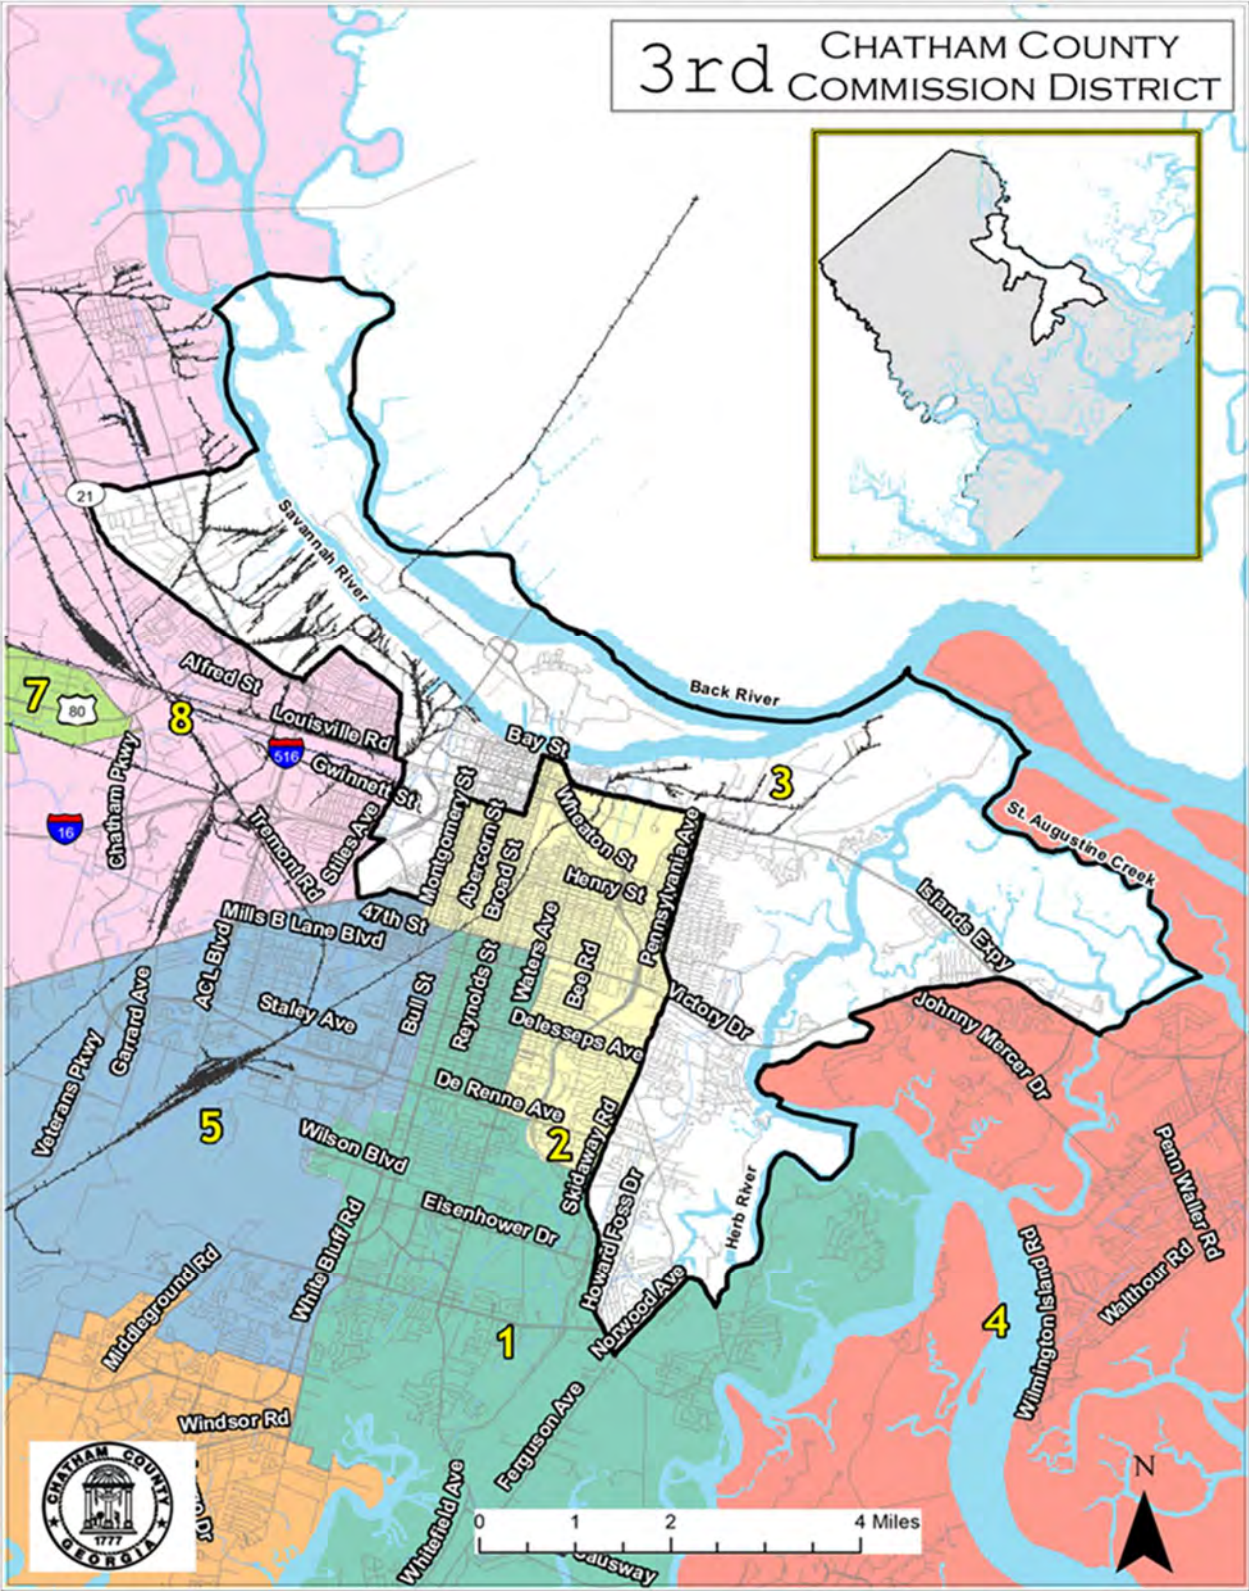 3rd
CHATHAM COUNTY
COMMISSION DISTRICT
21
Savannah River
Back River
Alfred St
7
80
8
Louisville Rd
516
Gwinnett St
Bay St
3
16
Chatham Pkwy
Tremont Rd
Stiles Ave
Montgomery St
Abercorn St
Broad St
Wheaton St
Henry St
Pennsylvania Ave
St. Augustine Creek
Islands Expy
Mills B Lane Blvd
47th St
ACL Blvd
Garrard Ave
Staley Ave
Bull St
Reynolds St
Waters Ave
Bee Rd
Victory Dr
Delesseps Ave
Johnny Mercer Dr
Veterans Pkwy
De Renne Ave
5
2
Wilson Blvd
Skidaway Rd
Eisenhower Dr
Howard Foss Dr
Herb River
Penn Waller Rd
Walthour Rd
White Bluff Rd
Middleground Rd
Norwood Ave
1
4
Wilmington Island Rd
Windsor Rd
Ferguson Ave
Whitefield Ave
CHATHAM COUNTY
1777
GEORGIA
Dr
0 1 2 4 Miles
N